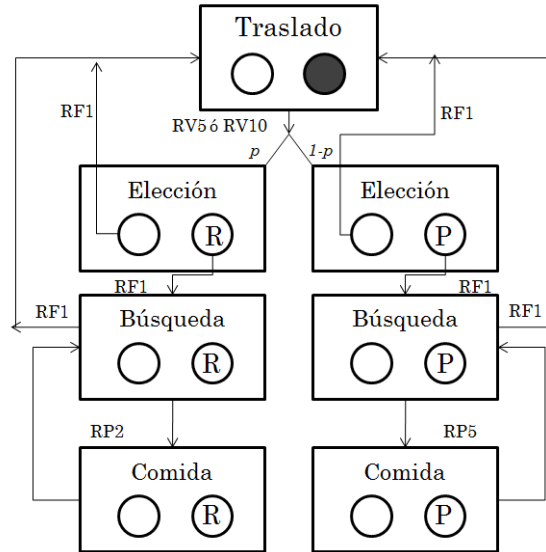 Traslado
RF1
RV5 ó RV10
RF1
p
1-p
Elección
Elección
R
P
RF1
RF1
RF1
RF1
Búsqueda
Búsqueda
R
P
RP2
RP5
Comida
Comida
R
P